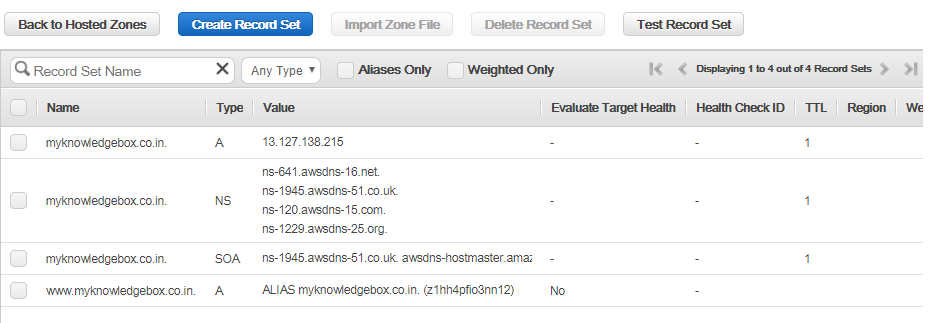 Back to Hosted Zones Create Record Set Import Zone File Delete Record Set Test Record Set
Record Set Name X Any Type Aliases Only Weighted Only Displaying 1 to 4 out of 4 Record Sets
Name Type Value Evaluate Target Health Health Check ID TTL Region We
myknowledgebox.co.in. A 13.127.138.215 - - 1
ns-641.awsdns-16.net.
ns-1945.awsdns-51.co.uk.
myknowledgebox.co.in. NS - - 1
ns-120.awsdns-15.com.
ns-1229.awsdns-25.org.
myknowledgebox.co.in. SOA ns-1945.awsdns-51.co.uk. awsdns-hostmaster.amaz - - 1
www.myknowledgebox.co.in. A ALIAS myknowledgebox.co.in. (z1hh4pfio3nn12) No -